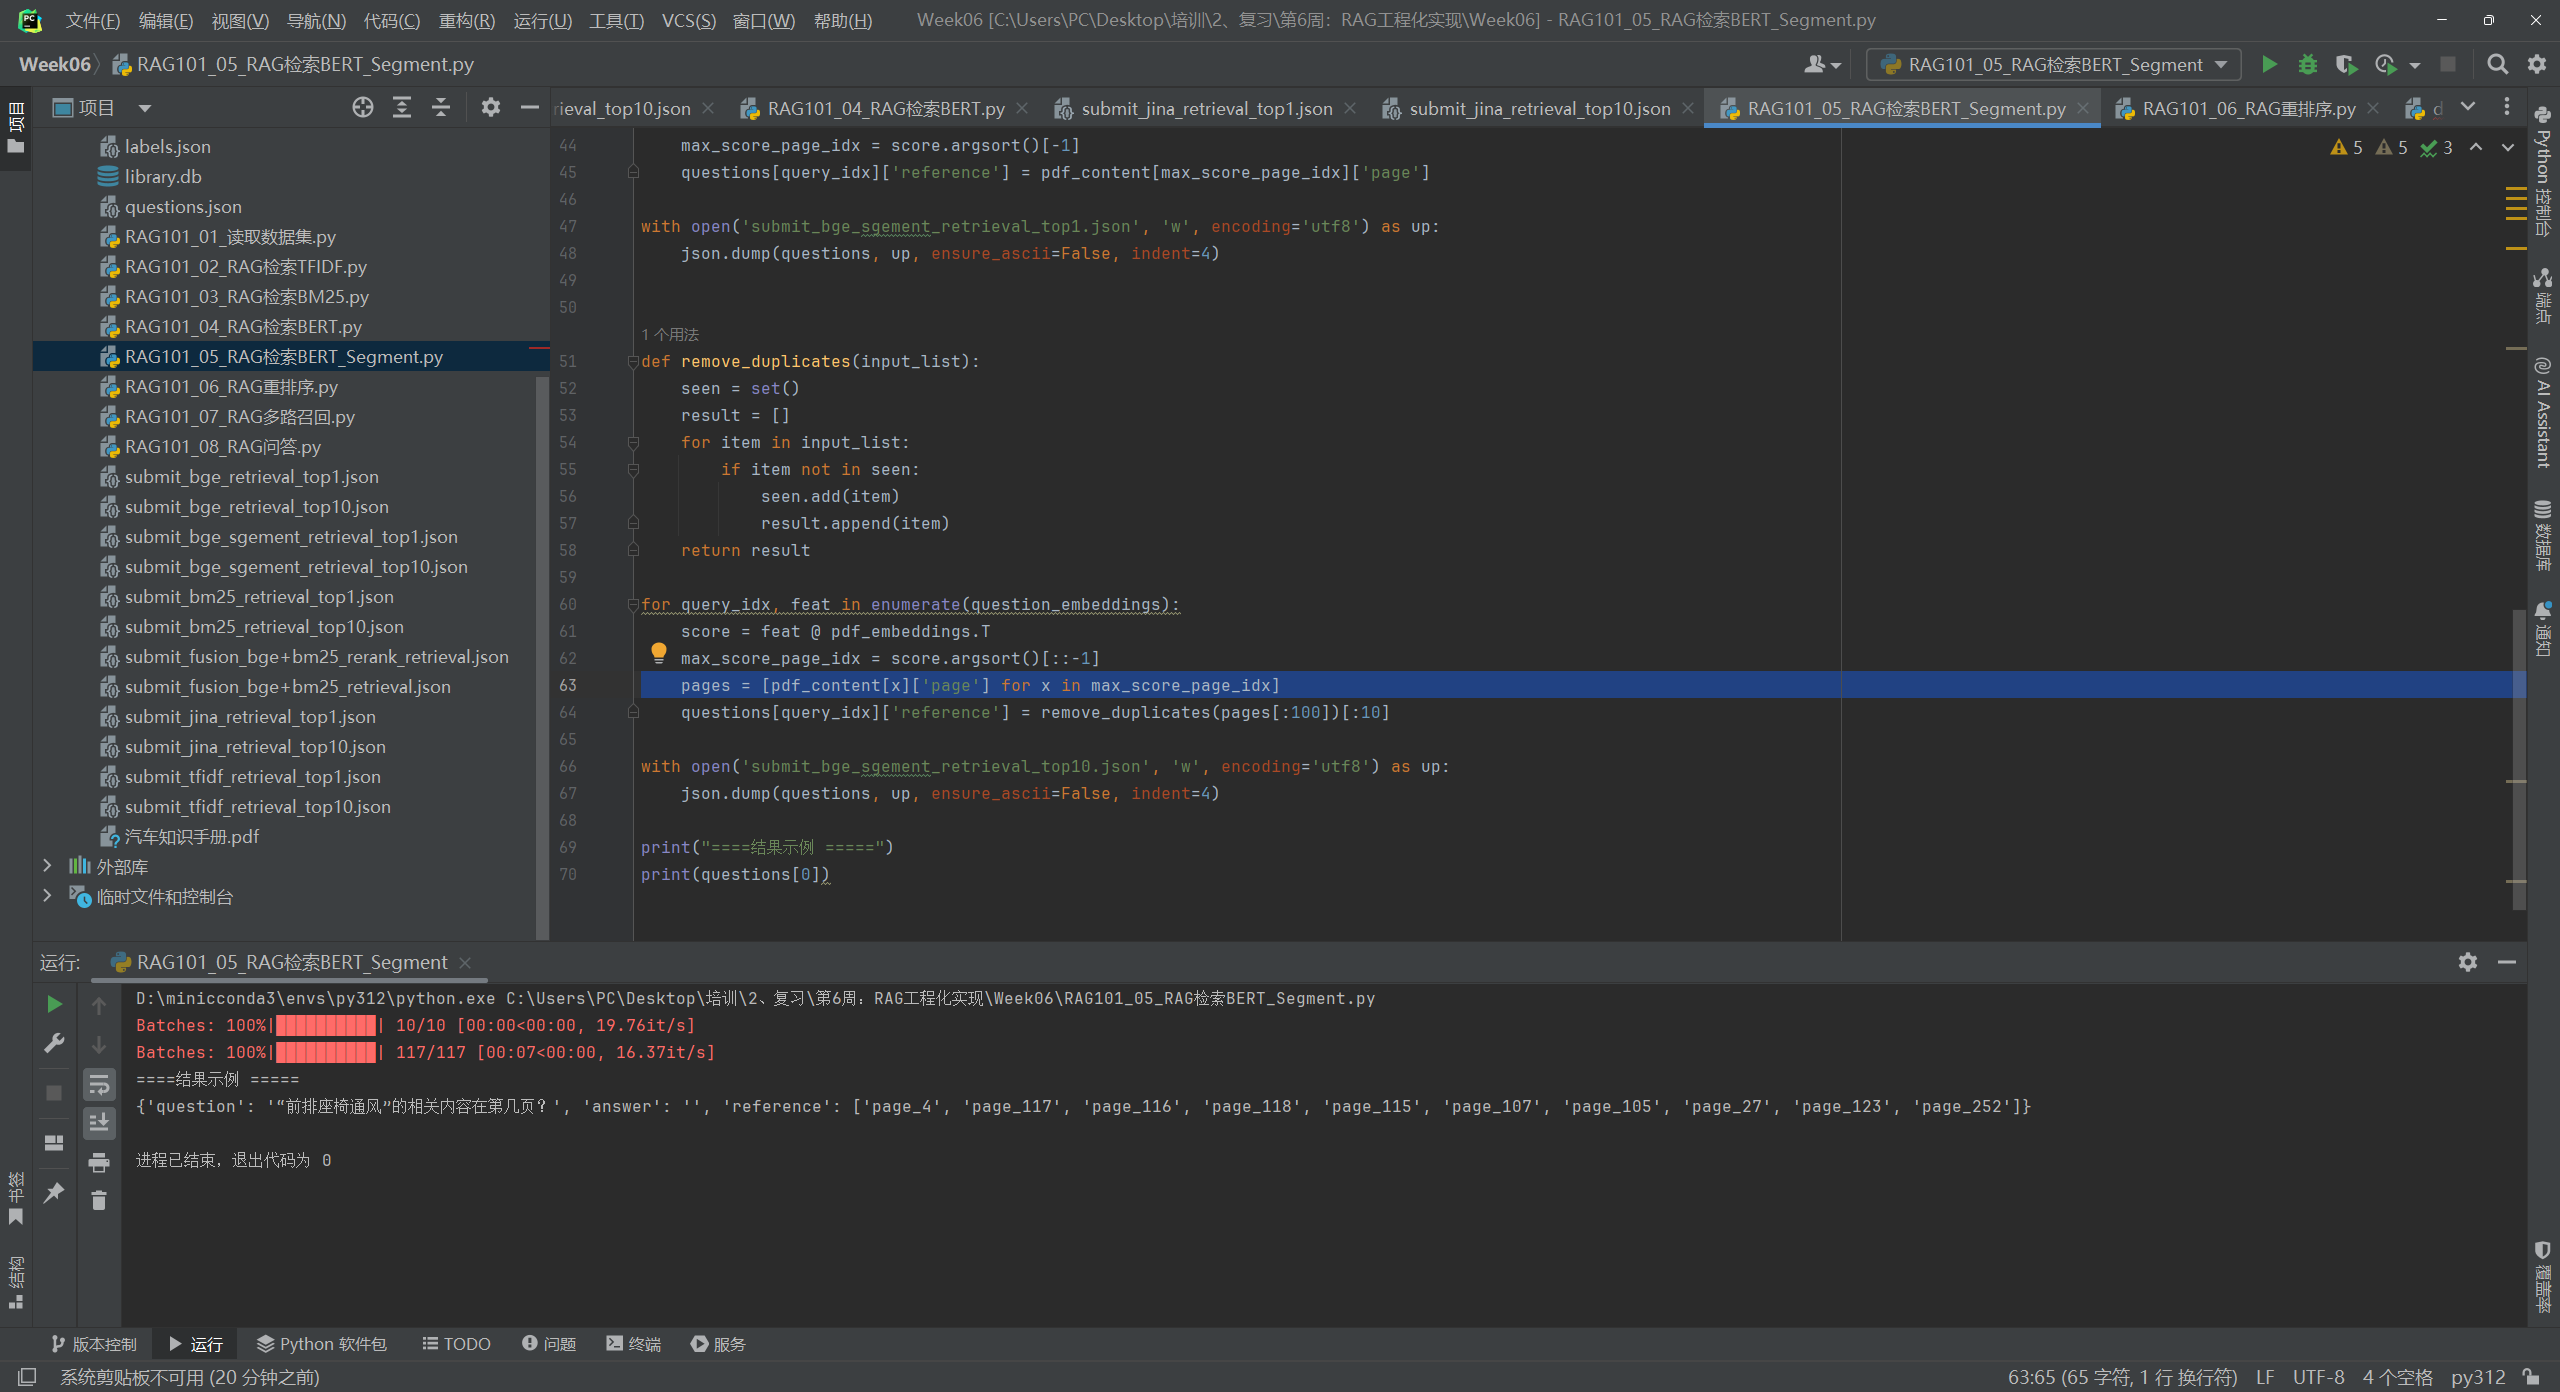 文件(F) 编辑(E) 视图(V) 导航(N) 代码(C) 重构(R) 运行(U) 工具(T) VCS(S) 窗口(W) 帮助(H) Week06 [C:\Users\PC\Desktop\培训\2、复习\第6周：RAG工程化实现\Week06] - RAG101_05_RAG检索BERT_Segment.py
Week06 RAG101_05_RAG检索BERT_Segment.py RAG101_05_RAG检索BERT_Segment
项目
项目
labels.json
library.db
questions.json
RAG101_01_读取数据集.py
RAG101_02_RAG检索TFIDF.py
RAG101_03_RAG检索BM25.py
RAG101_04_RAG检索BERT.py
RAG101_05_RAG检索BERT_Segment.py
RAG101_06_RAG重排序.py
RAG101_07_RAG多路召回.py
RAG101_08_RAG问答.py
submit_bge_retrieval_top1.json
submit_bge_retrieval_top10.json
submit_bge_sgement_retrieval_top1.json
submit_bge_sgement_retrieval_top10.json
submit_bm25_retrieval_top1.json
submit_bm25_retrieval_top10.json
submit_fusion_bge+bm25_rerank_retrieval.json
submit_fusion_bge+bm25_retrieval.json
submit_jina_retrieval_top1.json
submit_jina_retrieval_top10.json
submit_tfidf_retrieval_top1.json
submit_tfidf_retrieval_top10.json
汽车知识手册.pdf
外部库
临时文件和控制台
rieval_top10.json RAG101_04_RAG检索BERT.py submit_jina_retrieval_top1.json submit_jina_retrieval_top10.json RAG101_05_RAG检索BERT_Segment.py RAG101_06_RAG重排序.py d
5 5 3
44 max_score_page_idx = score.argsort()[-1]
45 questions[query_idx]['reference'] = pdf_content[max_score_page_idx]['page']
46
47 with open('submit_bge_sgement_retrieval_top1.json', 'w', encoding='utf8') as up:
48 json.dump(questions, up, ensure_ascii=False, indent=4)
49
50
1 个用法
51 def remove_duplicates(input_list):
52 seen = set()
53 result = []
54 for item in input_list:
55 if item not in seen:
56 seen.add(item)
57 result.append(item)
58 return result
59
60 for query_idx, feat in enumerate(question_embeddings):
61 score = feat @ pdf_embeddings.T
62 max_score_page_idx = score.argsort()[::-1]
63 pages = [pdf_content[x]['page'] for x in max_score_page_idx]
64 questions[query_idx]['reference'] = remove_duplicates(pages[:100])[:10]
65
66 with open('submit_bge_sgement_retrieval_top10.json', 'w', encoding='utf8') as up:
67 json.dump(questions, up, ensure_ascii=False, indent=4)
68
69 print("====结果示例 =====")
70 print(questions[0])
Python 控制台
端点
AI Assistant
数据库
通知
覆盖率
运行: RAG101_05_RAG检索BERT_Segment
D:\minicconda3\envs\py312\python.exe C:\Users\PC\Desktop\培训\2、复习\第6周：RAG工程化实现\Week06\RAG101_05_RAG检索BERT_Segment.py
Batches: 100%|██████████| 10/10 [00:00<00:00, 19.76it/s]
Batches: 100%|██████████| 117/117 [00:07<00:00, 16.37it/s]
====结果示例 =====
{'question': '“前排座椅通风”的相关内容在第几页？', 'answer': '', 'reference': ['page_4', 'page_117', 'page_116', 'page_118', 'page_115', 'page_107', 'page_105', 'page_27', 'page_123', 'page_252']}
进程已结束，退出代码为 0
书签
结构
版本控制 运行 Python 软件包 TODO 问题 终端 服务
系统剪贴板不可用 (20 分钟之前) 63:65 (65 字符, 1 行 换行符) LF UTF-8 4 个空格 py312